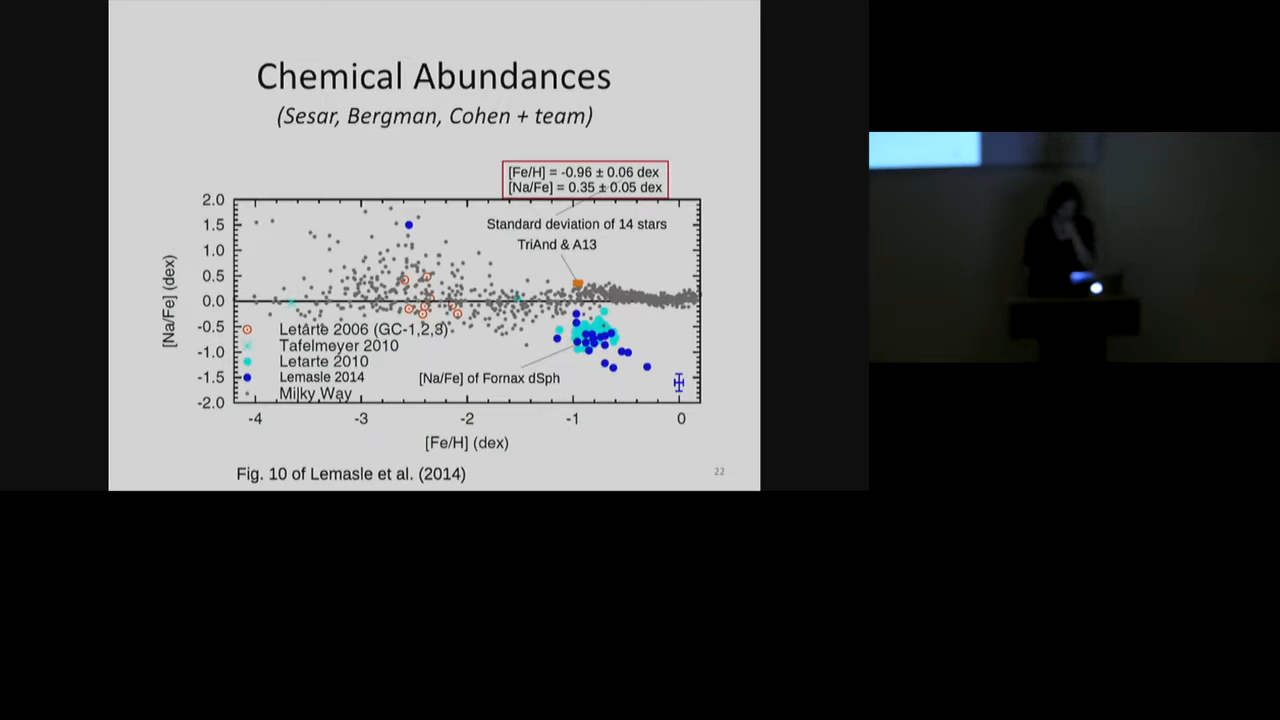 Chemical Abundances
(Sesar, Bergman, Cohen + team)
[Fe/H] = -0.96 ± 0.06 dex
[Na/Fe] = 0.35 ± 0.05 dex
Standard deviation of 14 stars
TriAnd & A13
2.0
1.5
1.0
0.5
0.0
-0.5
-1.0
-1.5
-2.0
[Na/Fe] (dex)
Letarte 2006 (GC-1,2,3)
Tafelmeyer 2010
Letarte 2010
Lemasle 2014
Milky Way
[Na/Fe] of Fornax dSph
-4
-3
-2
-1
0
[Fe/H] (dex)
Fig. 10 of Lemasle et al. (2014)
22